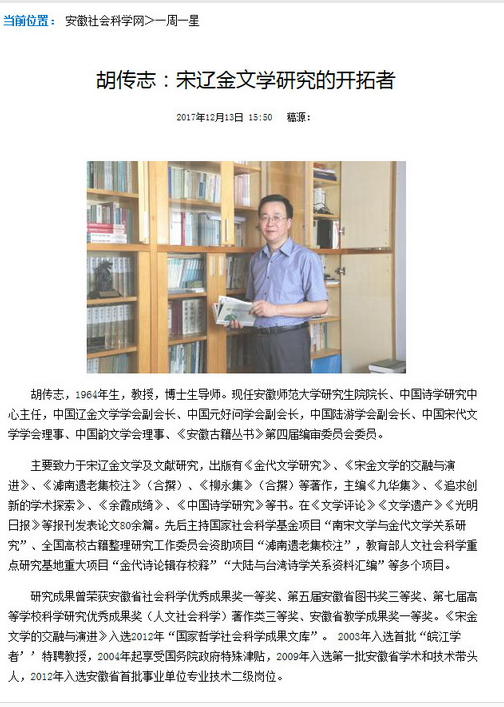 当前位置： 安徽社会科学网>一周一星
胡传志：宋辽金文学研究的开拓者
2017年12月13日 15:50 稿源：
胡传志，1964年生，教授，博士生导师。现任安徽师范大学研究生院院长、中国诗学研究中
心主任，中国辽金文学学会副会长、中国元好问学会副会长，中国陆游学会副会长、中国宋代文
学学会理事、中国韵文学会理事、《安徽古籍丛书》第四届编审委员会委员。
主要致力于宋辽金文学及文献研究，出版有《金代文学研究》、《宋金文学的交融与演
进》、《滹南遗老集校注》（合撰）、《柳永集》（合撰）等著作，主编《九华集》、《追求创
新的学术探索》、《余霞成绮》、《中国诗学研究》等书。在《文学评论》《文学遗产》《光明
日报》等报刊发表论文80余篇。先后主持国家社会科学基金项目“南宋文学与金代文学关系研
究”、全国高校古籍整理研究工作委员会资助项目“滹南遗老集校注”，教育部人文社会科学重
点研究基地重大项目“金代诗论辑存校释”“大陆与台湾诗学关系资料汇编”等多个项目。
研究成果曾荣获安徽省社会科学优秀成果奖一等奖、第五届安徽省图书奖三等奖、第七届高
等学校科学研究优秀成果奖（人文社会科学）著作类三等奖、安徽省教学成果奖一等奖。《宋金
文学的交融与演进》入选2012年“国家哲学社会科学成果文库”。 2003年入选首批“皖江学
者’’特聘教授，2004年起享受国务院政府特殊津贴，2009年入选第一批安徽省学术和技术带头
人，2012年入选安徽省首批事业单位专业技术二级岗位。